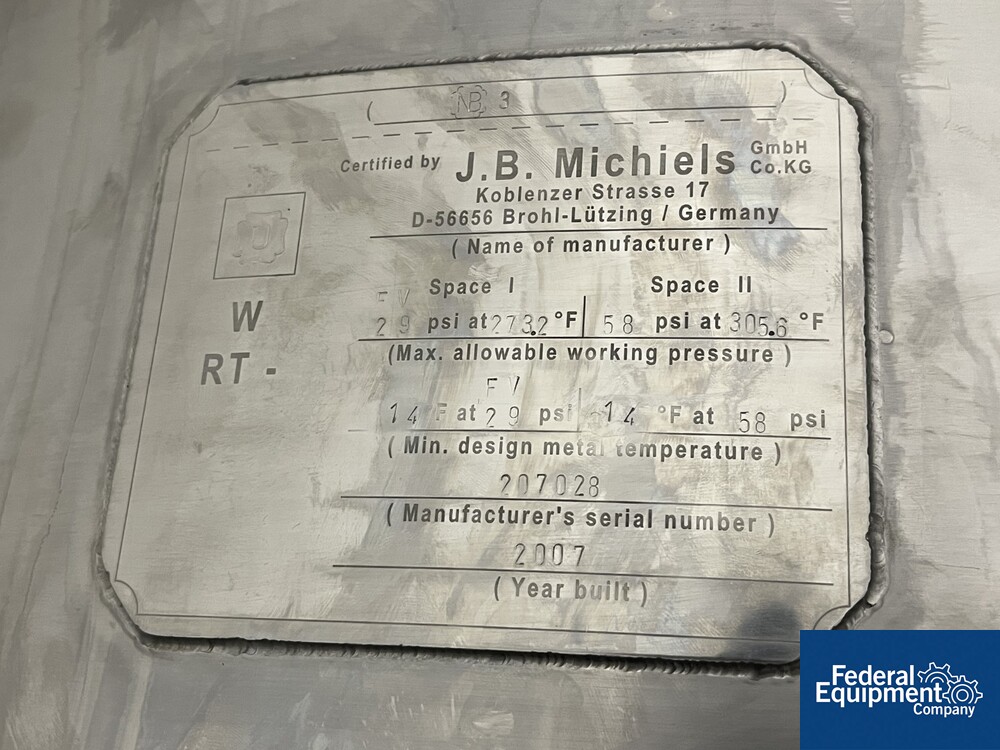 ( NB 3 )
Certified by J.B. Michiels GmbH Co.KG
Koblenzer Strasse 17
D-56656 Brohl-Lützing / Germany
( Name of manufacturer )
Space I Space II
FV
29 psi at 273.2 °F 58 psi at 305.6 °F
(Max. allowable working pressure )
W
RT -
FV
14 F at 29 psi -14 °F at 58 psi
( Min. design metal temperature )
207028
( Manufacturer's serial number )
2007
( Year built )
Federal
Equipment
Company